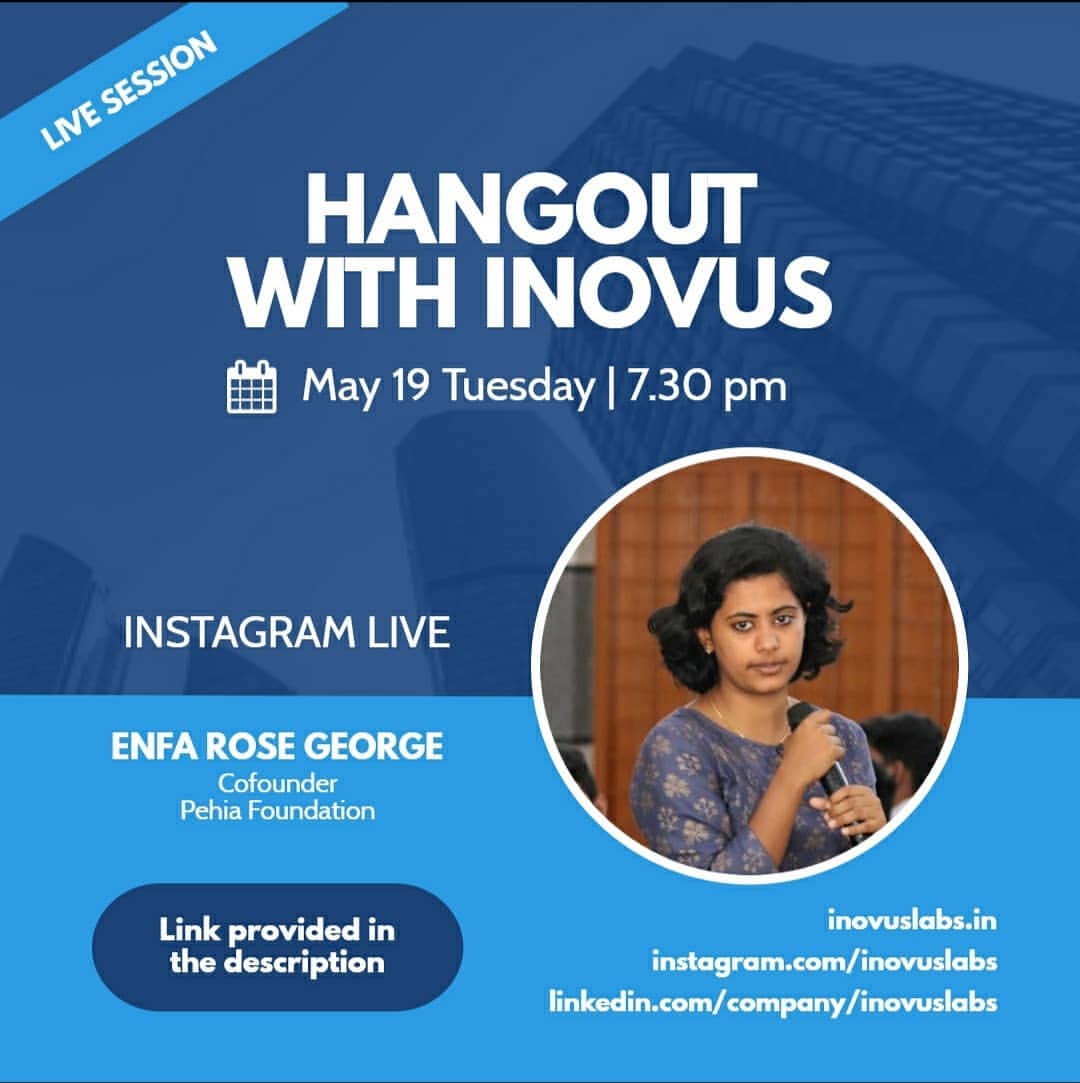 LIVE SESSION
HANGOUT
WITH INOVUS
May 19 Tuesday | 7.30 pm
INSTAGRAM LIVE
ENFA ROSE GEORGE
Cofounder
Pehia Foundation
Link provided in
the description
inovuslabs.in
instagram.com/inovuslabs
linkedin.com/company/inovuslabs